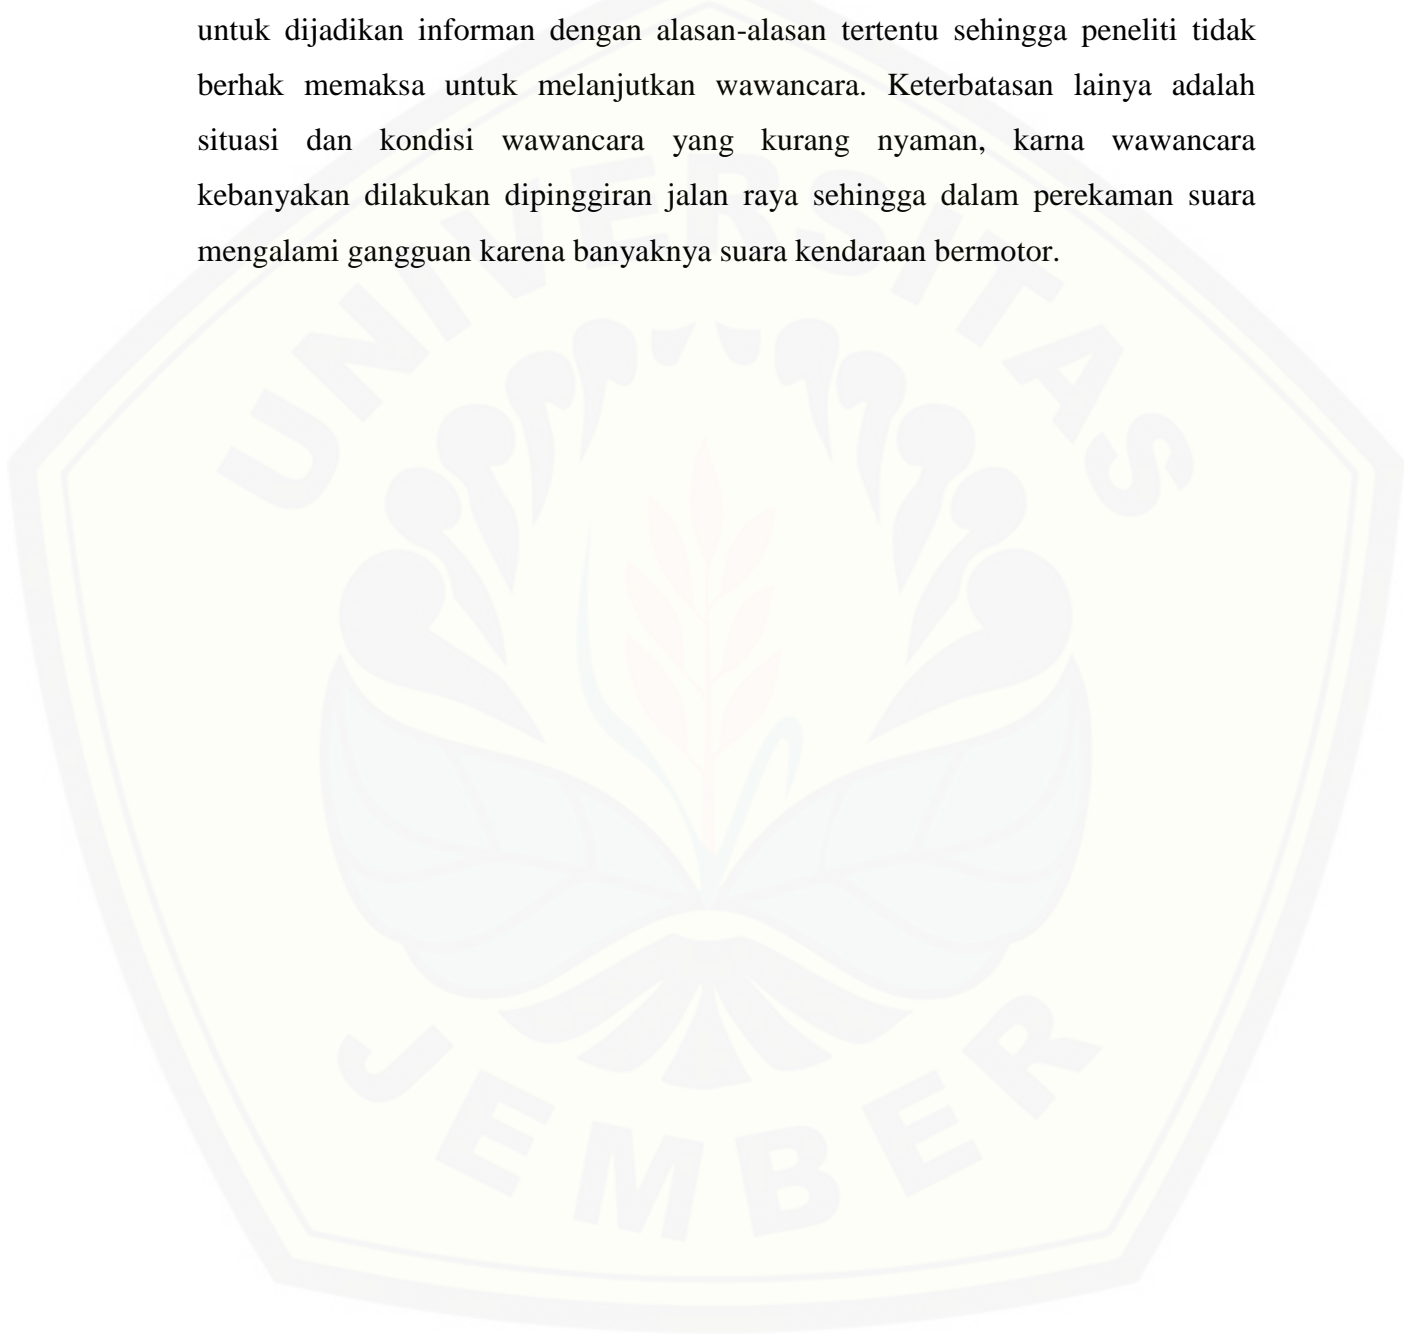 untuk dijadikan informan dengan alasan-alasan tertentu sehingga peneliti tidak
berhak memaksa untuk melanjutkan wawancara. Keterbatasan lainya adalah
situasi dan kondisi wawancara yang kurang nyaman, karna wawancara
kebanyakan dilakukan dipinggiran jalan raya sehingga dalam perekaman suara
mengalami gangguan karena banyaknya suara kendaraan bermotor.
UNIVERSITAS
JEMBER